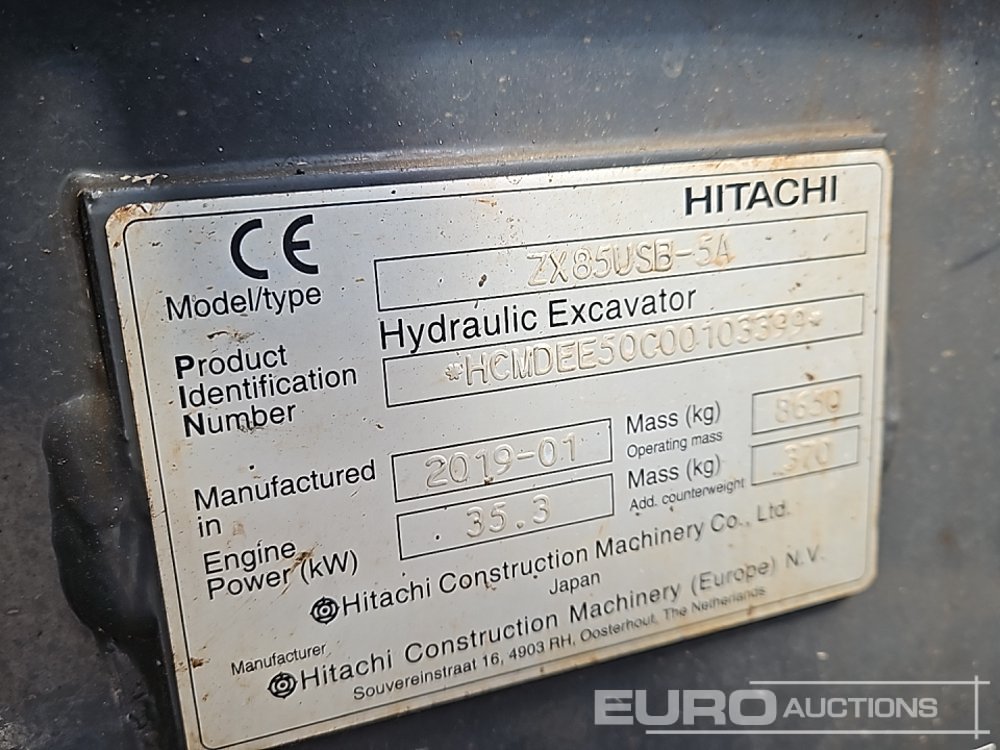 HITACHI
CE
Model/type ZX85USB-5A
Hydraulic Excavator
Product
Identification
Number *HCMDEE50C00103399*
Manufactured
in 2019-01
Mass (kg) 8650
Operating mass
Engine
Power (kW) 35.3
Mass (kg) 370
Add. counterweight
Hitachi Construction Machinery Co., Ltd.
Japan
Manufacturer
Hitachi Construction Machinery (Europe) N.V.
Souvereinstraat 16, 4903 RH, Oosterhout, The Netherlands
EURO AUCTIONS